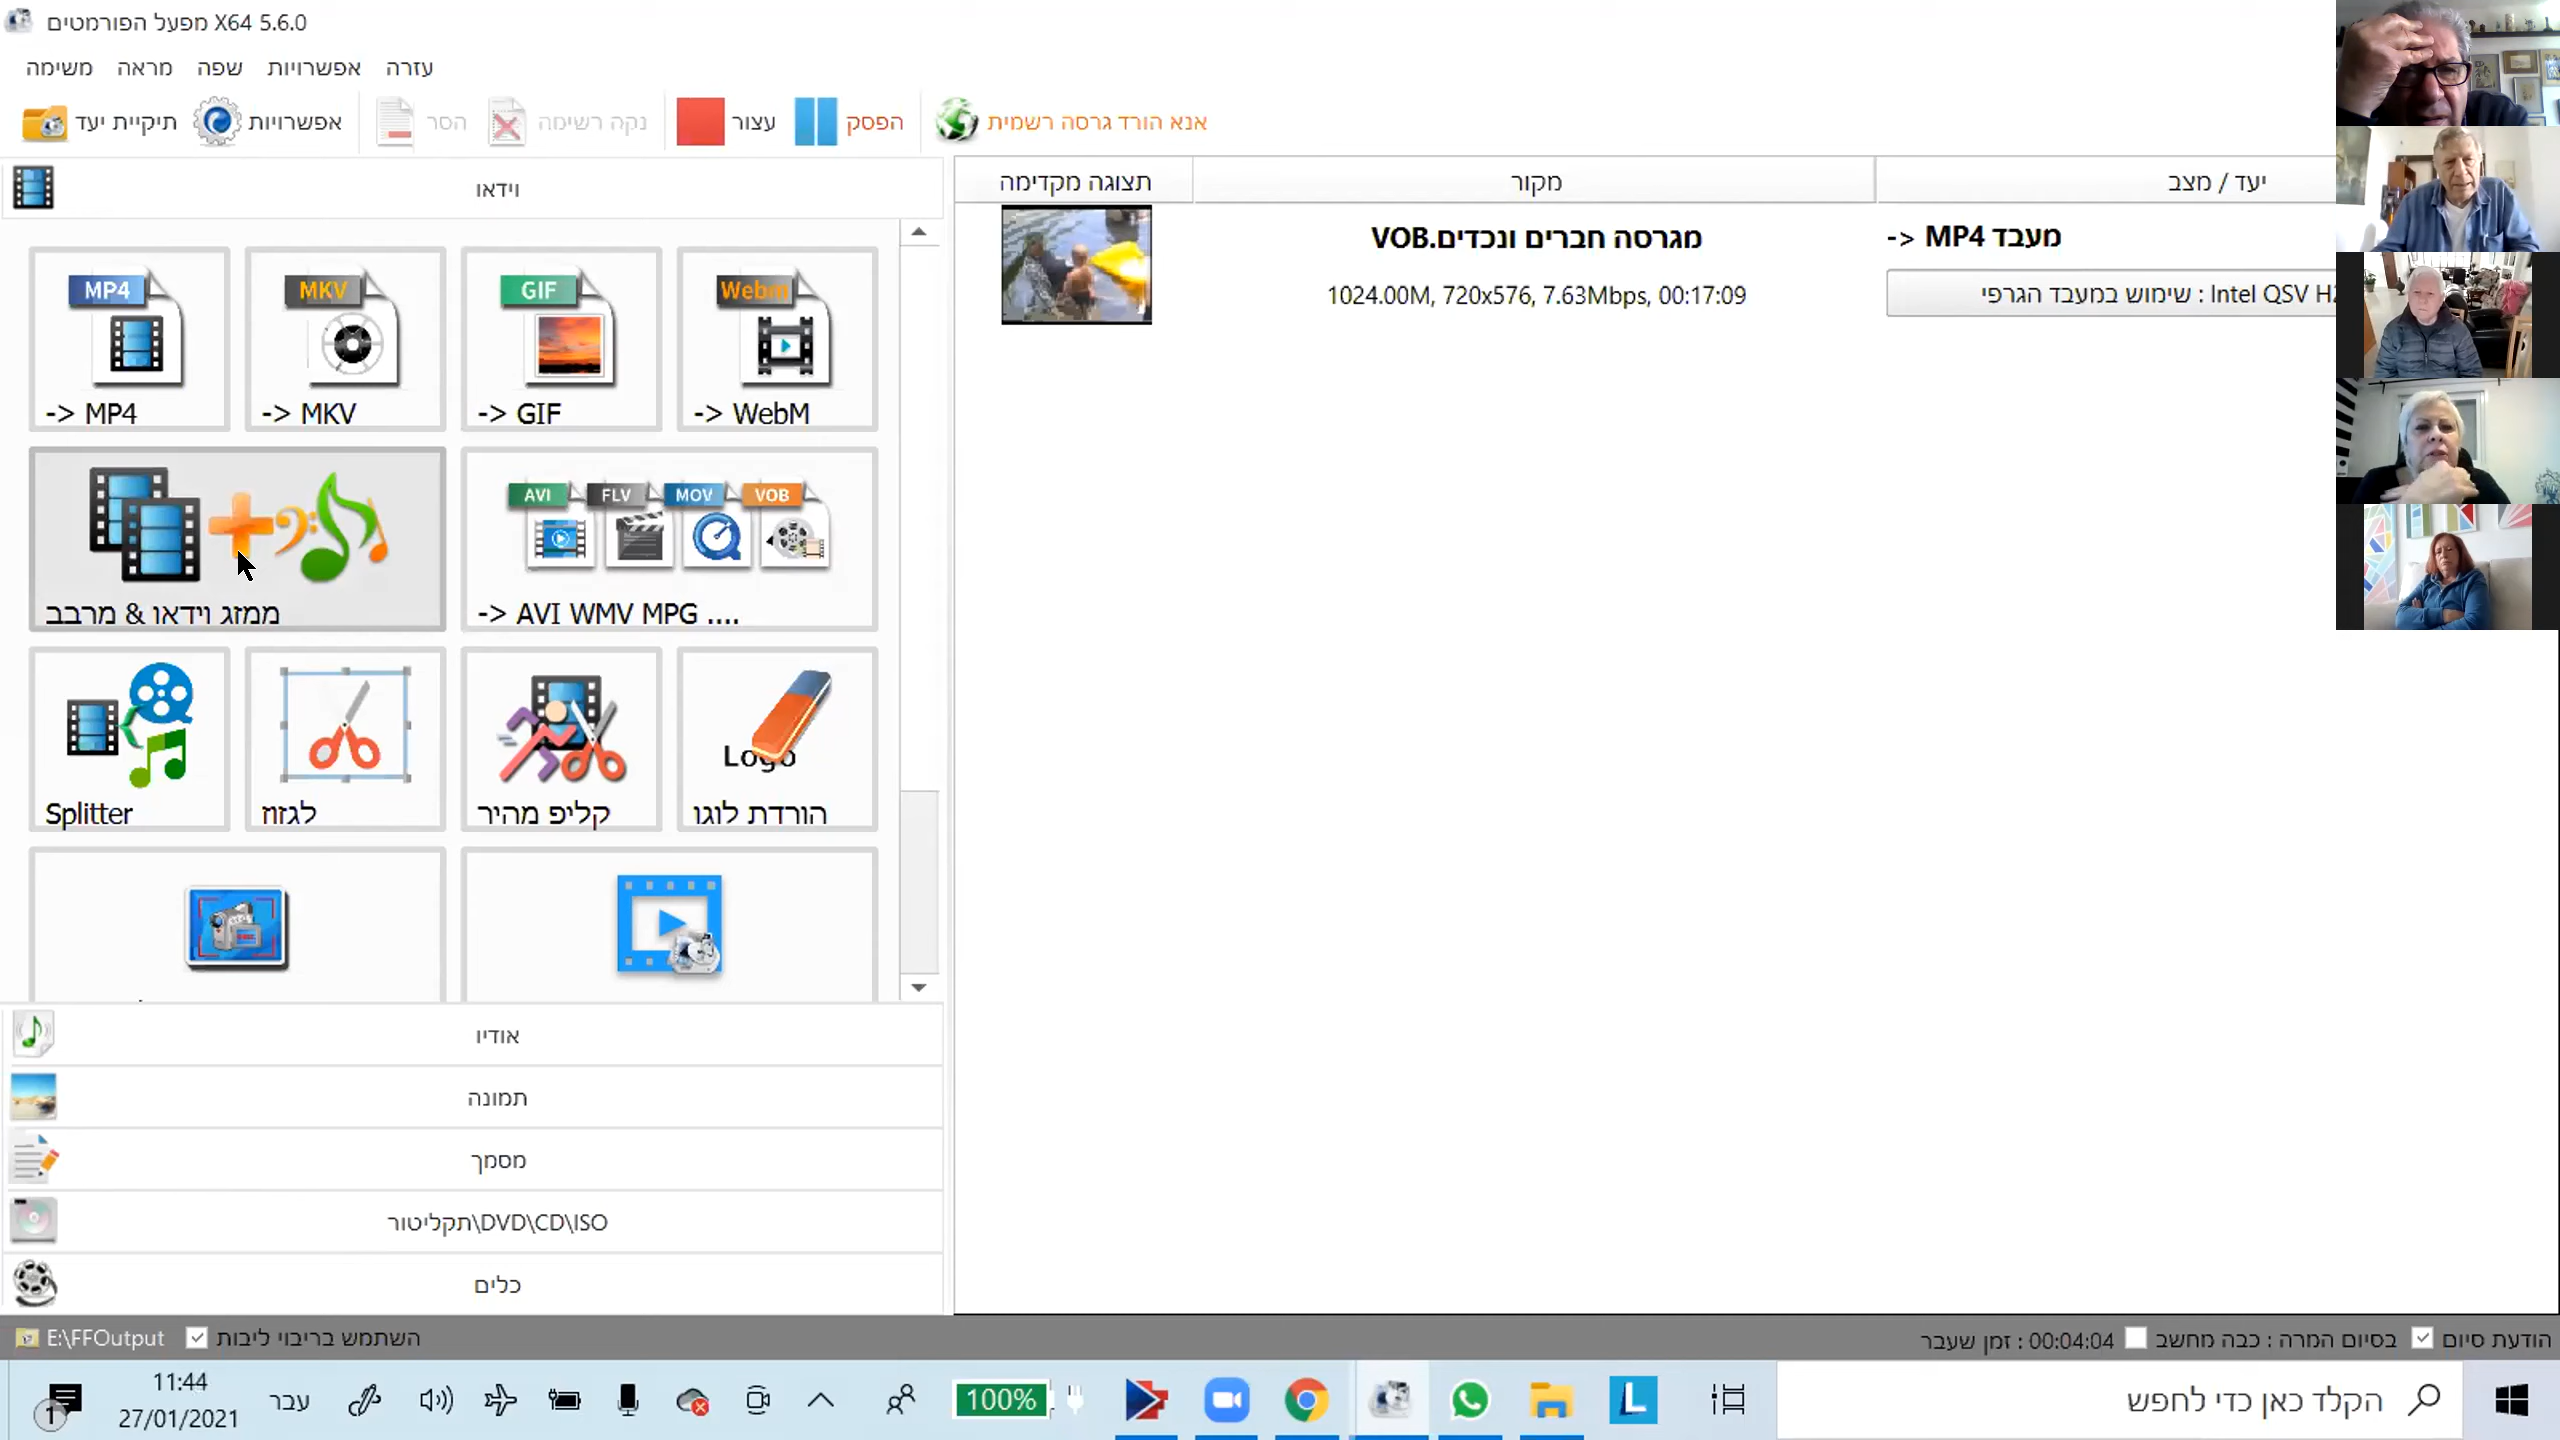 מפעל הפורמטים X64 5.6.0
משימה מראה שפה אפשרויות עזרה
תיקיית יעד אפשרויות הסר נקה רשימה עצור הפסק אנא הורד גרסה רשמית
וידאו
תצוגה מקדימה מקור יעד / מצב
MP4 MKV GIF Webm
-> MP4 -> MKV -> GIF -> WebM
מגרסה חברים ונכדים.VOB
1024.00M, 720x576, 7.63Mbps, 00:17:09
-> MP4 מעבד
שימוש במעבד הגרפי : Intel QSV
AVI FLV MOV VOB
ממזג וידאו & מרבב
-> AVI WMV MPG ....
Logo
Splitter לגזוז קליפ מהיר הורדת לוגו
אודיו
תמונה
מסמך
תקליטור\DVD\CD\ISO
כלים
E:\FFOutput השתמש בריבוי ליבות
זמן שעבר : 00:04:04 בסיום המרה : כבה מחשב הודעת סיום
1
11:44
27/01/2021
עבר
100%
L
הקלד כאן כדי לחפש